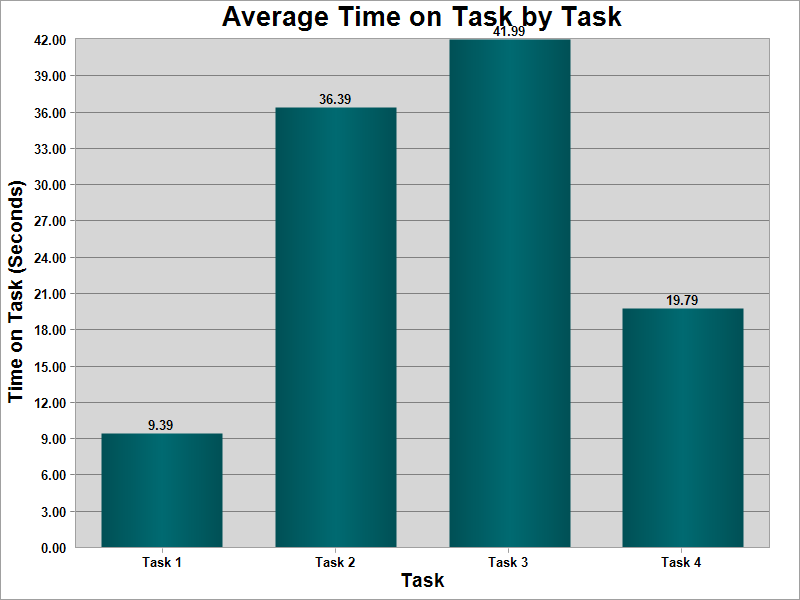 Average Time on Task by Task
Time on Task (Seconds)
42.00
39.00
36.00
33.00
30.00
27.00
24.00
21.00
18.00
15.00
12.00
9.00
6.00
3.00
0.00
9.39
36.39
41.99
19.79
Task 1
Task 2
Task 3
Task 4
Task